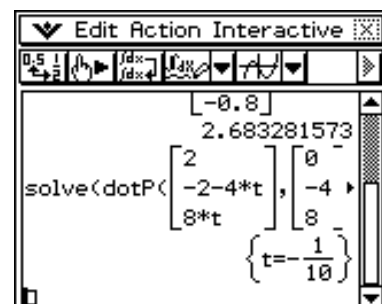 Edit Action Interactive
[-0.8]
2.683281573
solve(dotP([2 -2-4*t 8*t],[0 -4 8
{t=-1/10}